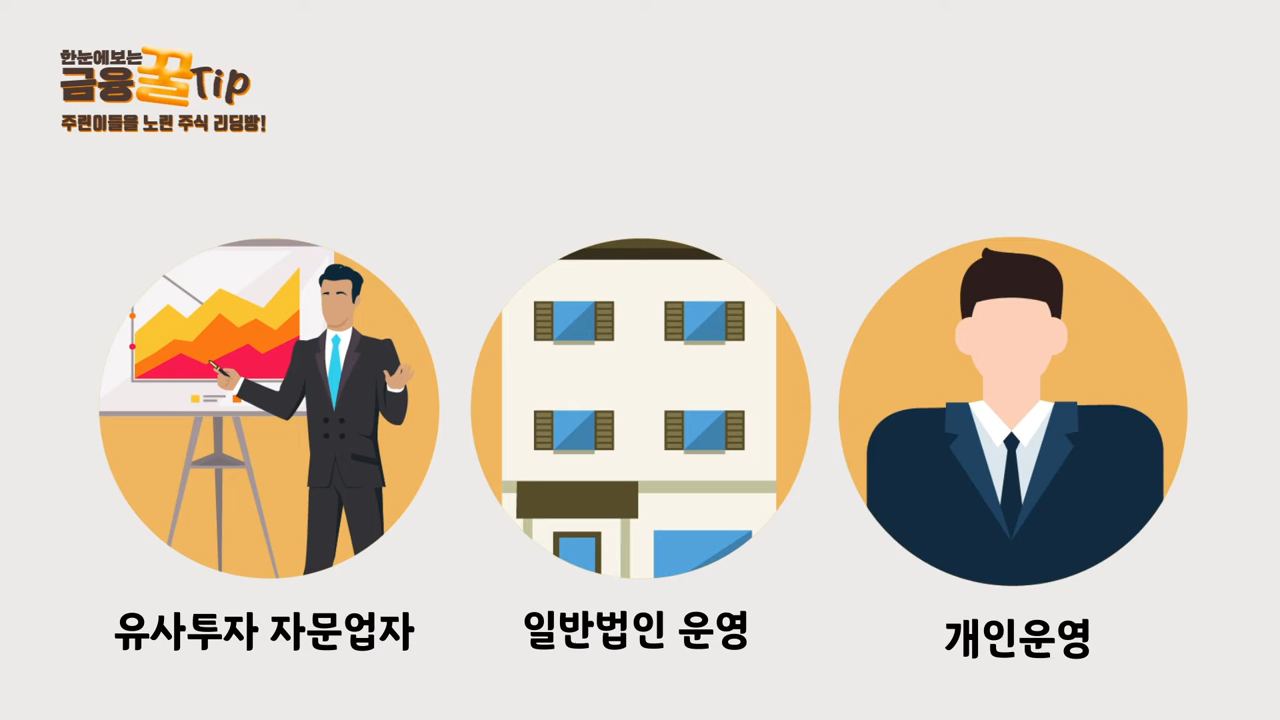 한눈에보는
금융꿀Tip
주린이들을 노린 주식 리딩방!
유사투자 자문업자
일반법인 운영
개인운영